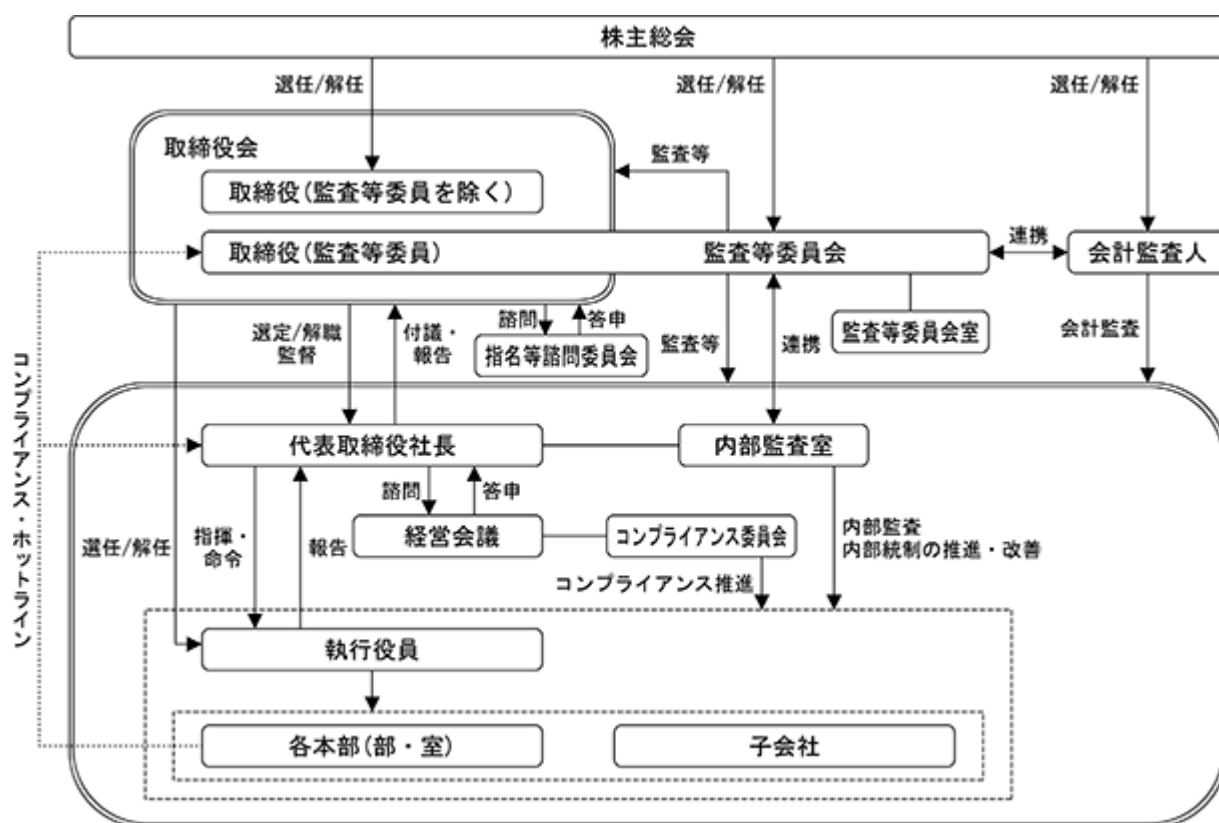 株主総会
選任/解任
選任/解任
選任/解任
取締役会
監査等
取締役(監査等委員を除く)
取締役(監査等委員)
監査等委員会
連携
会計監査人
選定/解職
監督
付議・
報告
諮問
答申
指名等諮問委員会
監査等
連携
監査等委員会室
会計監査
コンプライアンス・ホットライン
代表取締役社長
内部監査室
諮問
答申
経営会議
コンプライアンス委員会
内部監査
内部統制の推進・改善
選任/解任
指揮・
命令
報告
コンプライアンス推進
執行役員
各本部(部・室)
子会社